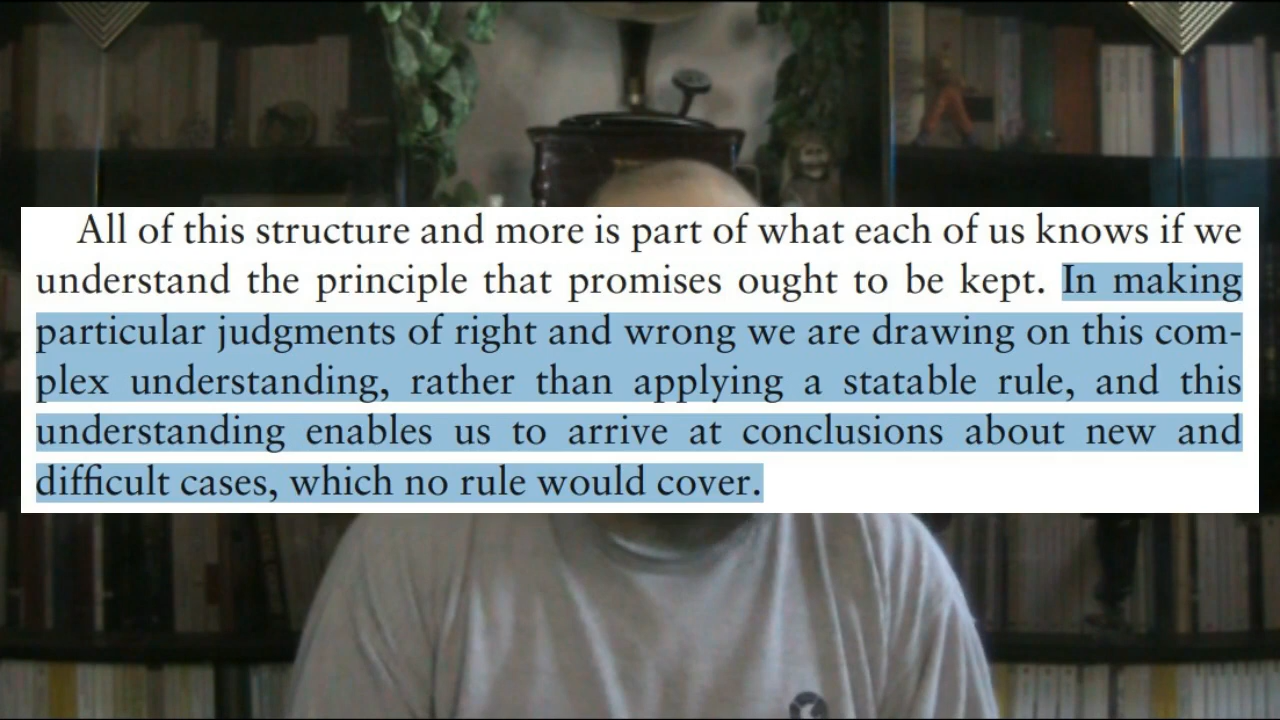 All of this structure and more is part of what each of us knows if we
understand the principle that promises ought to be kept. In making
particular judgments of right and wrong we are drawing on this com-
plex understanding, rather than applying a statable rule, and this
understanding enables us to arrive at conclusions about new and
difficult cases, which no rule would cover.